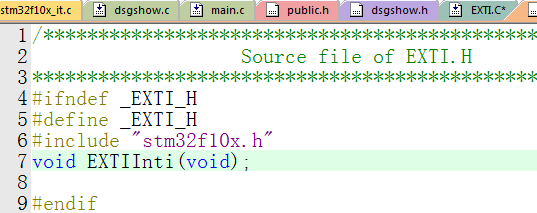 stm32f10x_it.c dsgshow.c main.c public.h dsgshow.h EXTI.C*
1 /**********************************************
2 Source file of EXTI.H
3 ***********************************************
4 #ifndef _EXTI_H
5 #define _EXTI_H
6 #include "stm32f10x.h"
7 void EXTIInti(void);
8
9 #endif